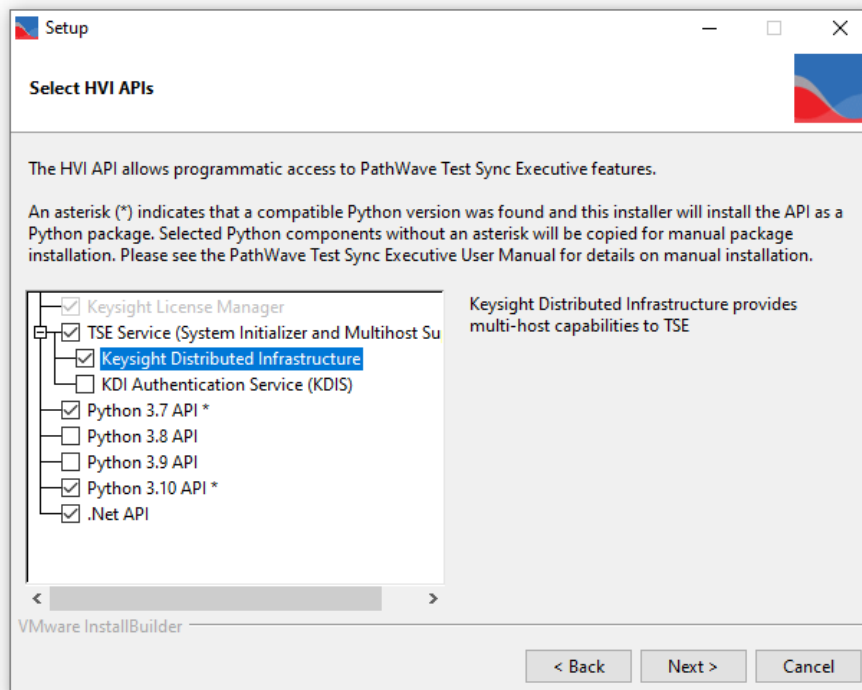 Setup
Select HVI APIs
The HVI API allows programmatic access to PathWave Test Sync Executive features.
An asterisk (*) indicates that a compatible Python version was found and this installer will install the API as a
Python package. Selected Python components without an asterisk will be copied for manual package
installation. Please see the PathWave Test Sync Executive User Manual for details on manual installation.
Keysight License Manager
TSE Service (System Initializer and Multihost Su
Keysight Distributed Infrastructure
KDI Authentication Service (KDIS)
Python 3.7 API *
Python 3.8 API
Python 3.9 API
Python 3.10 API *
.Net API
Keysight Distributed Infrastructure provides
multi-host capabilities to TSE
VMware InstallBuilder
< Back
Next >
Cancel